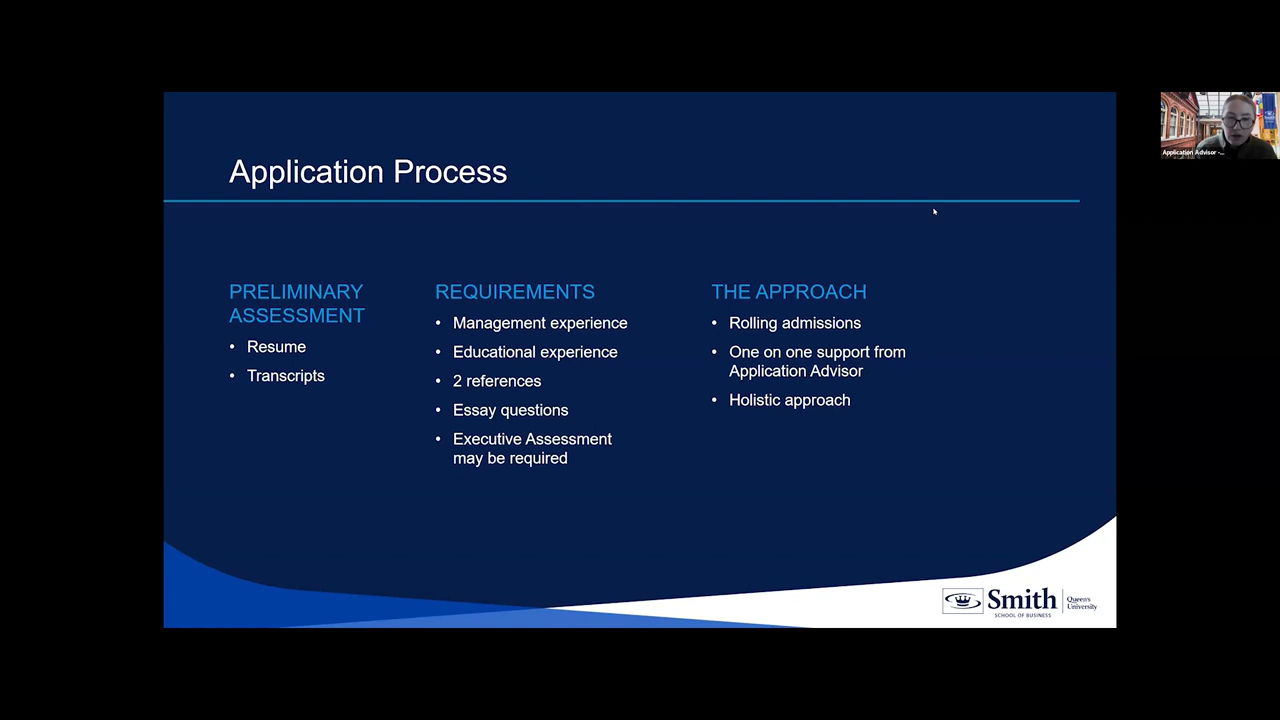 Application Process
PRELIMINARY
ASSESSMENT
• Resume
• Transcripts
REQUIREMENTS
• Management experience
• Educational experience
• 2 references
• Essay questions
• Executive Assessment
may be required
THE APPROACH
• Rolling admissions
• One on one support from
Application Advisor
• Holistic approach
Smith
SCHOOL OF BUSINESS
Queen's
University
Application Advisor -...